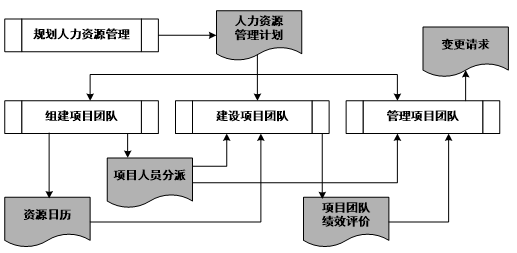 规划人力资源管理
人力资源
管理计划
变更请求
组建项目团队
建设项目团队
管理项目团队
项目人员分派
资源日历
项目团队
绩效评价